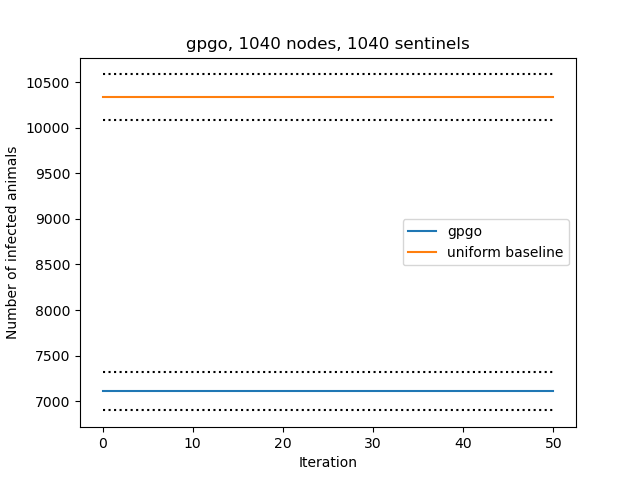 gpgo, 1040 nodes, 1040 sentinels
10500
10000
9500
9000
8500
8000
7500
7000
Number of infected animals
gpgo
uniform baseline
0 10 20 30 40 50
Iteration